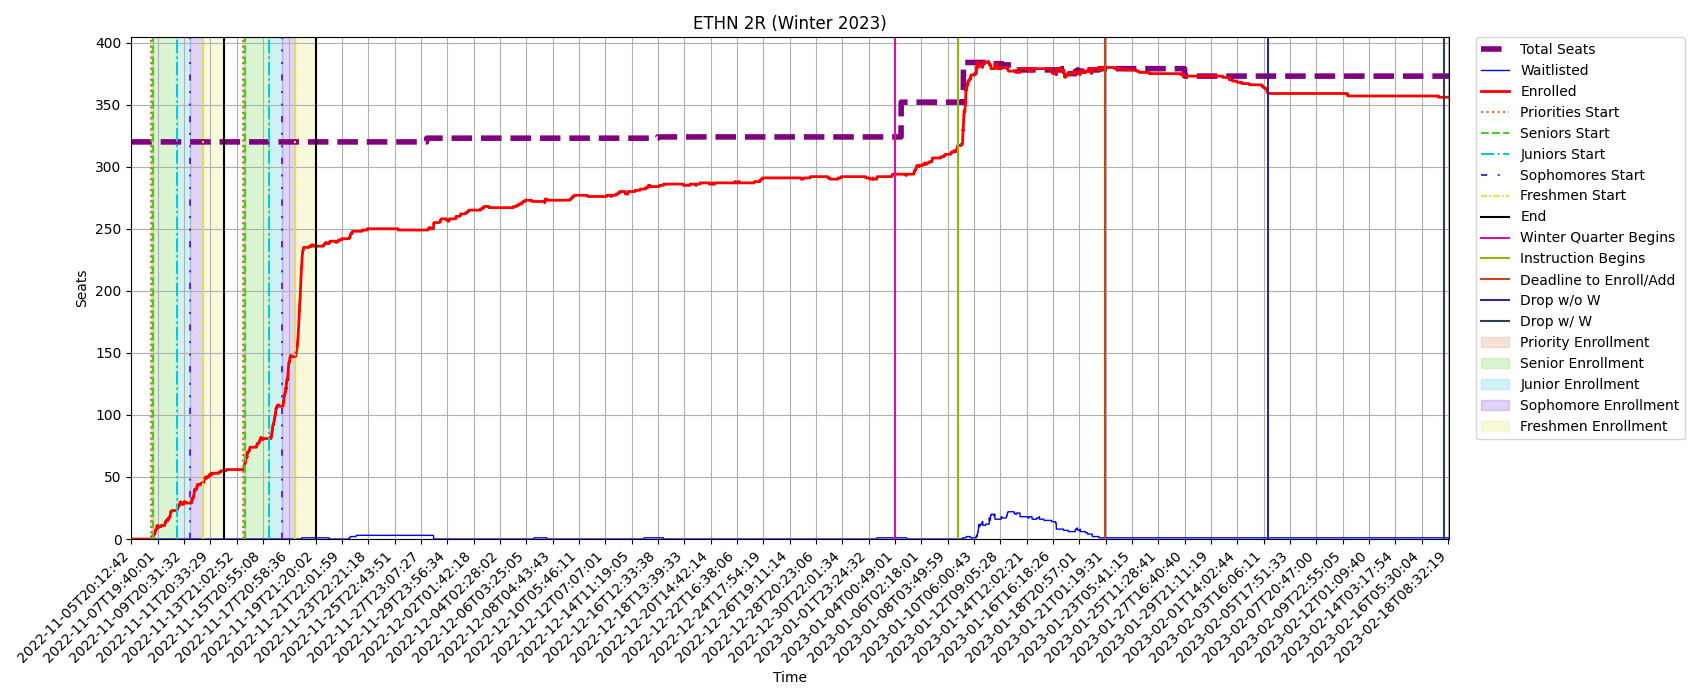 ETHN 2R (Winter 2023)
Seats
400
350
300
250
200
150
100
50
0
2022-11-05T20:12:42
2022-11-07T19:40:01
2022-11-09T20:31:32
2022-11-11T20:33:29
2022-11-13T21:02:52
2022-11-15T20:55:08
2022-11-17T20:58:36
2022-11-19T21:20:02
2022-11-21T22:01:59
2022-11-23T22:21:18
2022-11-25T22:43:51
2022-11-27T23:07:27
2022-11-29T23:56:34
2022-12-02T01:42:18
2022-12-04T02:28:02
2022-12-06T03:25:05
2022-12-08T04:43:43
2022-12-10T05:46:11
2022-12-12T07:07:01
2022-12-14T11:19:05
2022-12-16T12:33:38
2022-12-18T13:39:33
2022-12-20T14:42:14
2022-12-22T16:38:06
2022-12-24T17:54:19
2022-12-26T19:11:14
2022-12-28T20:23:06
2022-12-30T22:01:34
2023-01-01T23:24:32
2023-01-04T00:49:01
2023-01-06T02:18:01
2023-01-08T03:49:59
2023-01-10T06:00:43
2023-01-12T09:05:28
2023-01-14T12:02:21
2023-01-16T16:18:26
2023-01-18T20:57:01
2023-01-21T01:19:31
2023-01-23T05:41:15
2023-01-25T11:28:41
2023-01-27T16:40:40
2023-01-29T21:11:19
2023-02-01T14:02:44
2023-02-03T16:06:11
2023-02-05T17:51:33
2023-02-07T20:47:00
2023-02-09T22:55:05
2023-02-12T01:09:40
2023-02-14T03:17:54
2023-02-16T05:30:04
2023-02-18T08:32:19
Time
Total Seats
Waitlisted
Enrolled
Priorities Start
Seniors Start
Juniors Start
Sophomores Start
Freshmen Start
End
Winter Quarter Begins
Instruction Begins
Deadline to Enroll/Add
Drop w/o W
Drop w/ W
Priority Enrollment
Senior Enrollment
Junior Enrollment
Sophomore Enrollment
Freshmen Enrollment